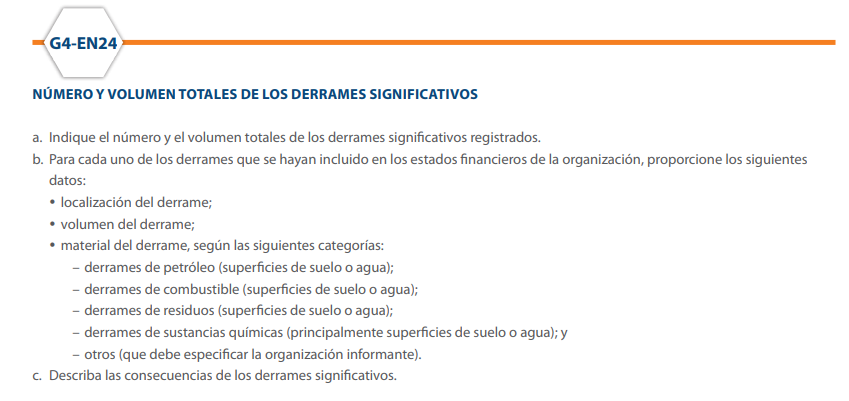 G4-EN24
NÚMERO Y VOLUMEN TOTALES DE LOS DERRAMES SIGNIFICATIVOS
a. Indique el número y el volumen totales de los derrames significativos registrados.
b. Para cada uno de los derrames que se hayan incluido en los estados financieros de la organización, proporcione los siguientes
datos:
• localización del derrame;
• volumen del derrame;
• material del derrame, según las siguientes categorías:
– derrames de petróleo (superficies de suelo o agua);
– derrames de combustible (superficies de suelo o agua);
– derrames de residuos (superficies de suelo o agua);
– derrames de sustancias químicas (principalmente superficies de suelo o agua); y
– otros (que debe especificar la organización informante).
c. Describa las consecuencias de los derrames significativos.